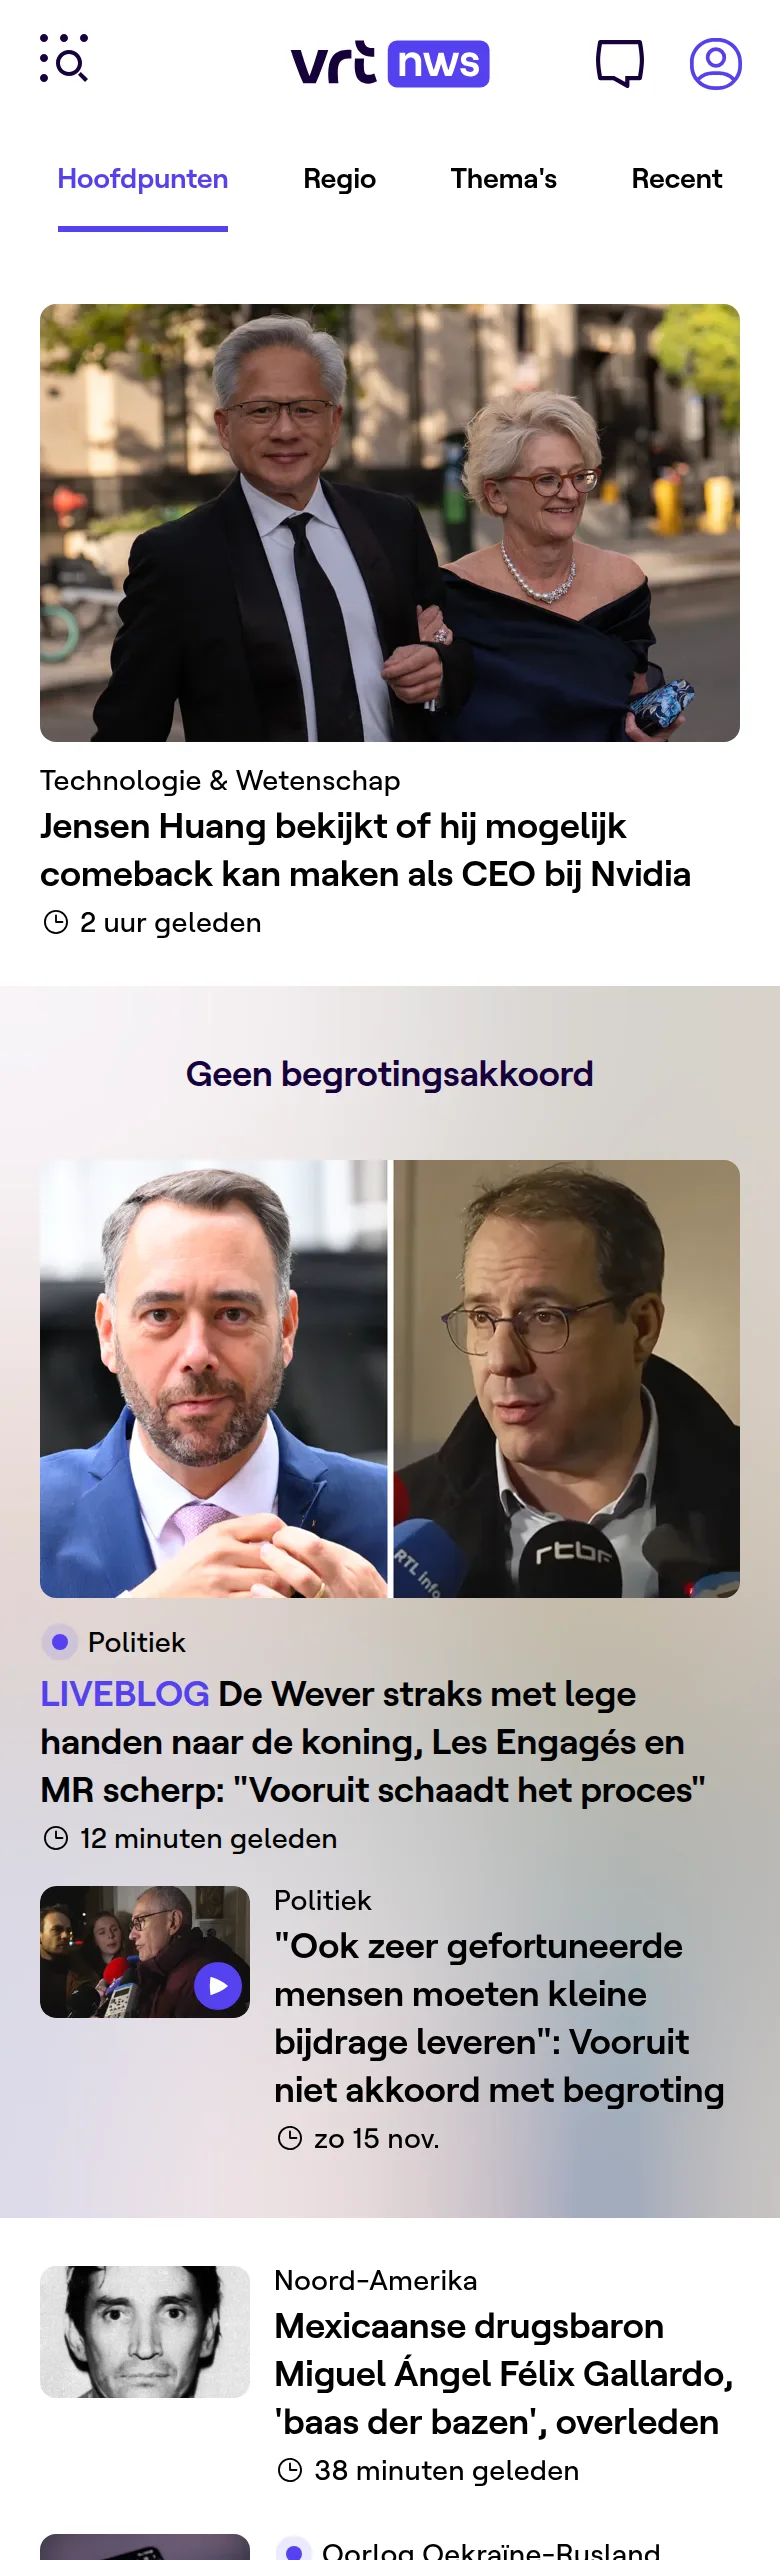 vrt nws
Hoofdpunten Regio Thema's Recent
Technologie & Wetenschap
Jensen Huang bekijkt of hij mogelijk
comeback kan maken als CEO bij Nvidia
2 uur geleden
Geen begrotingsakkoord
RTL info
rtbf
Politiek
LIVEBLOG De Wever straks met lege
handen naar de koning, Les Engagés en
MR scherp: "Vooruit schaadt het proces"
12 minuten geleden
Politiek
"Ook zeer gefortuneerde
mensen moeten kleine
bijdrage leveren": Vooruit
niet akkoord met begroting
zo 15 nov.
Noord-Amerika
Mexicaanse drugsbaron
Miguel Ángel Félix Gallardo,
'baas der bazen', overleden
38 minuten geleden
Oorlog Oekraïne-Rusland